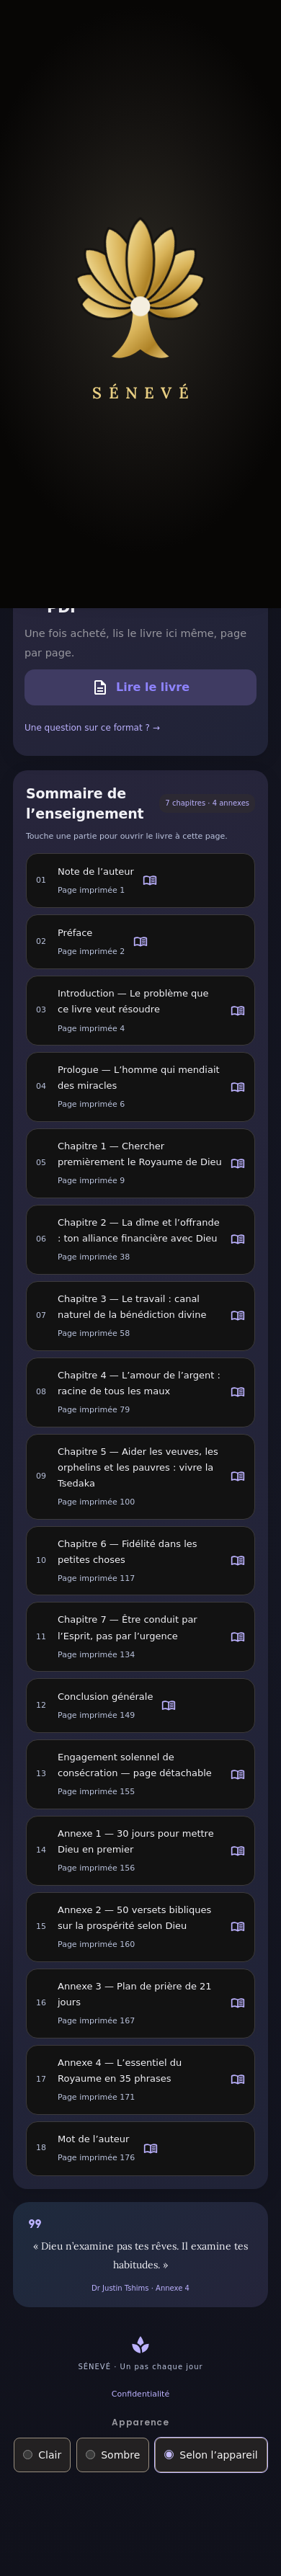 SÉNEVÉ
PDF
Une fois acheté, lis le livre ici même, page
par page.
Lire le livre
Une question sur ce format ? →
Sommaire de
l’enseignement
7 chapitres · 4 annexes
Touche une partie pour ouvrir le livre à cette page.
01
Note de l’auteur
Page imprimée 1
02
Préface
Page imprimée 2
03
Introduction — Le problème que
ce livre veut résoudre
Page imprimée 4
04
Prologue — L’homme qui mendiait
des miracles
Page imprimée 6
05
Chapitre 1 — Chercher
premièrement le Royaume de Dieu
Page imprimée 9
06
Chapitre 2 — La dîme et l’offrande
: ton alliance financière avec Dieu
Page imprimée 38
07
Chapitre 3 — Le travail : canal
naturel de la bénédiction divine
Page imprimée 58
08
Chapitre 4 — L’amour de l’argent :
racine de tous les maux
Page imprimée 79
09
Chapitre 5 — Aider les veuves, les
orphelins et les pauvres : vivre la
Tsedaka
Page imprimée 100
10
Chapitre 6 — Fidélité dans les
petites choses
Page imprimée 117
11
Chapitre 7 — Être conduit par
l’Esprit, pas par l’urgence
Page imprimée 134
12
Conclusion générale
Page imprimée 149
13
Engagement solennel de
consécration — page détachable
Page imprimée 155
14
Annexe 1 — 30 jours pour mettre
Dieu en premier
Page imprimée 156
15
Annexe 2 — 50 versets bibliques
sur la prospérité selon Dieu
Page imprimée 160
16
Annexe 3 — Plan de prière de 21
jours
Page imprimée 167
17
Annexe 4 — L’essentiel du
Royaume en 35 phrases
Page imprimée 171
18
Mot de l’auteur
Page imprimée 176
« Dieu n’examine pas tes rêves. Il examine tes
habitudes. »
Dr Justin Tshims · Annexe 4
SÉNEVÉ · Un pas chaque jour
Confidentialité
Apparence
Clair
Sombre
Selon l’appareil